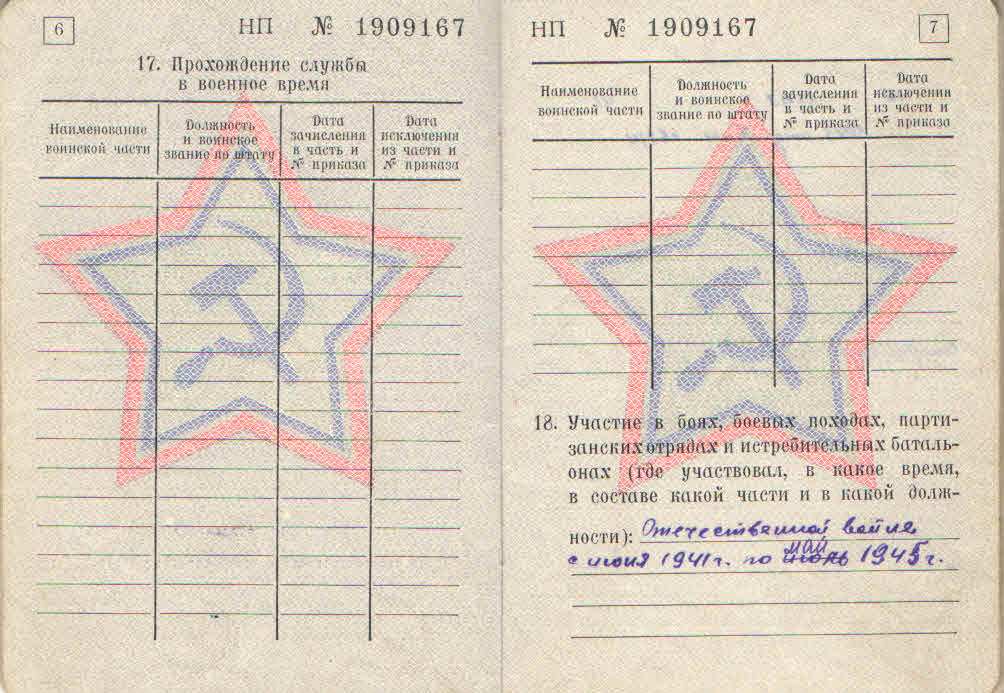 6
НП № 1909167
17. Прохождение службы
в военное время
Наименование
воинской части
Должность
и воинское
звание по штату
Дата
зачисления
в часть и
№ приказа
Дата
исключения
из части и
№ приказа
НП № 1909167
7
Наименование
воинской части
Должность
и воинское
звание по штату
Дата
зачисления
в часть и
№ приказа
Дата
исключения
из части и
№ приказа
18. Участие в боях, боевых походах, парти-
занских отрядах и истребительных баталь-
онах (где участвовал, в какое время,
в составе какой части и в какой долж-
ности): Отечественной войне
май
с июня 1941 г. по июнь 1945 г.